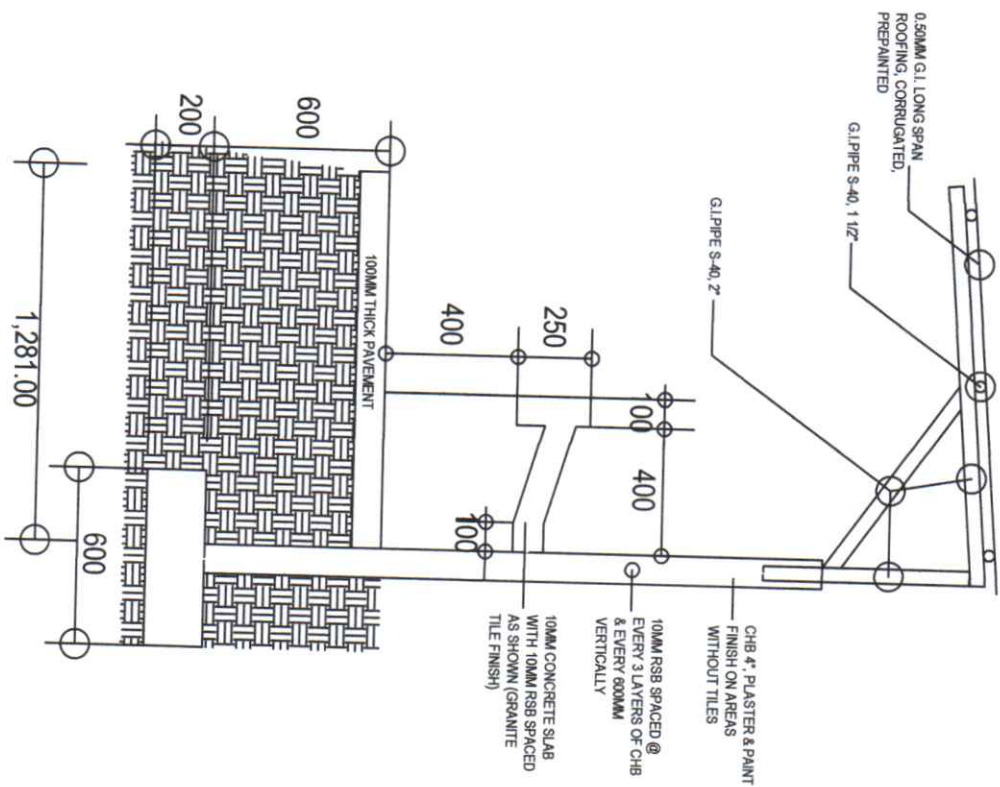 0.50MM G.I. LONG SPAN
ROOFING, CORRUGATED,
PREPAINTED
G.I.PIPE S-40, 1 1/2"
G.I.PIPE S-40, 2"
CHB 4", PLASTER & PAINT
FINISH ON AREAS
WITHOUT TILES
10MM RSB SPACED @
EVERY 3 LAYERS OF CHB
& EVERY 600MM
VERTICALLY
10MM CONCRETE SLAB
WITH 10MM RSB SPACED
AS SHOWN (GRANITE
TILE FINISH)
100
400
250
400
100
100MM THICK PAVEMENT
600
200
1,281.00
600